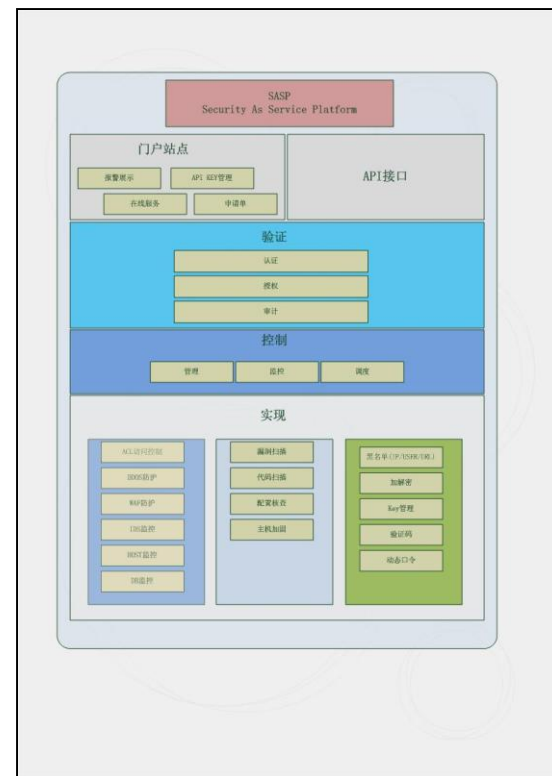 SASP
Security As Service Platform
门户站点
报警展示
API KEY管理
在线服务
申请单
API接口
验证
认证
授权
审计
控制
管理
监控
调度
实现
ACL访问控制
DDOS防护
WAF防护
IDS监控
HOST监控
DB监控
漏洞扫描
代码扫描
配置核查
主机加固
黑名单(IP/USER/URL)
加解密
Key管理
验证码
动态口令